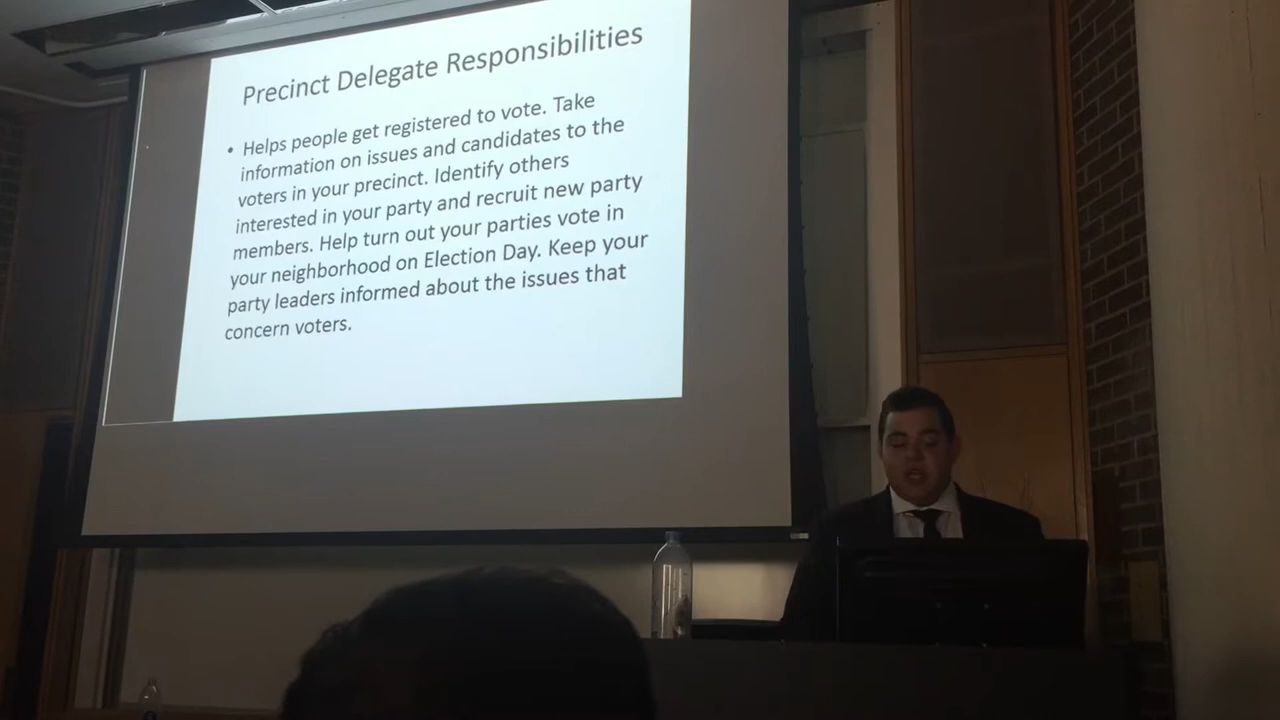 Precinct Delegate Responsibilities
• Helps people get registered to vote. Take
information on issues and candidates to the
voters in your precinct. Identify others
interested in your party and recruit new party
members. Help turn out your parties vote in
your neighborhood on Election Day. Keep your
party leaders informed about the issues that
concern voters.